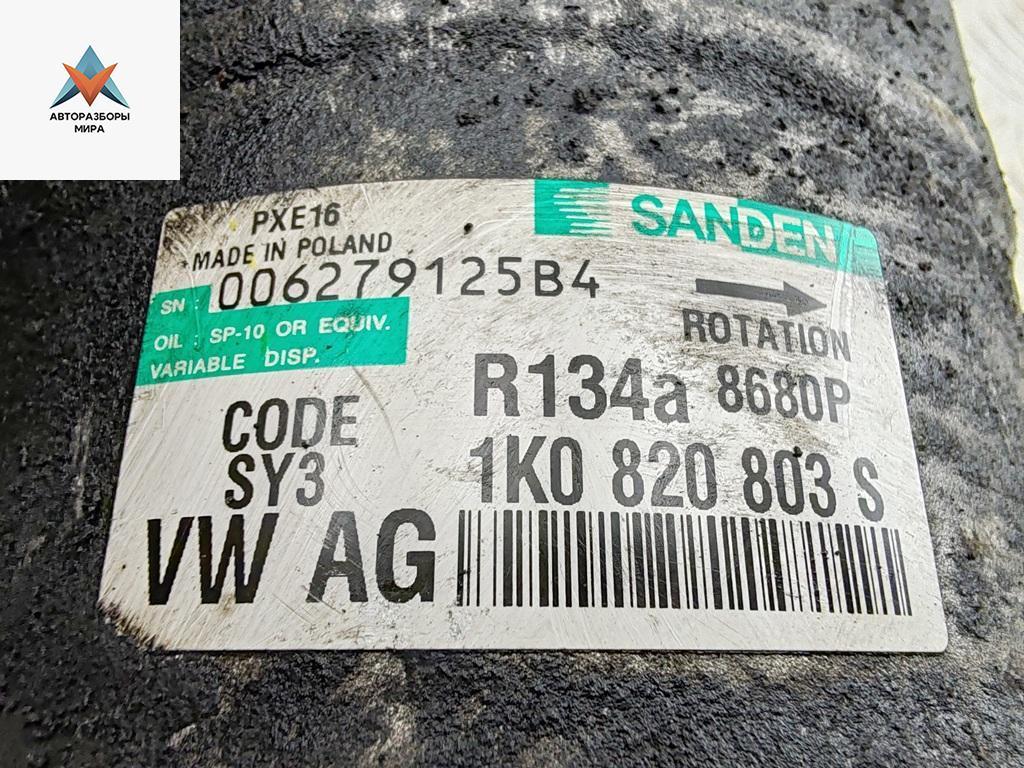 АВТОРАЗБОРЫ
МИРА
PXE16
MADE IN POLAND
SANDEN
SN : 006279125B4
OIL : SP-10 OR EQUIV.
VARIABLE DISP.
ROTATION
R134a 8680P
CODE
SY3
1K0 820 803 S
VW AG